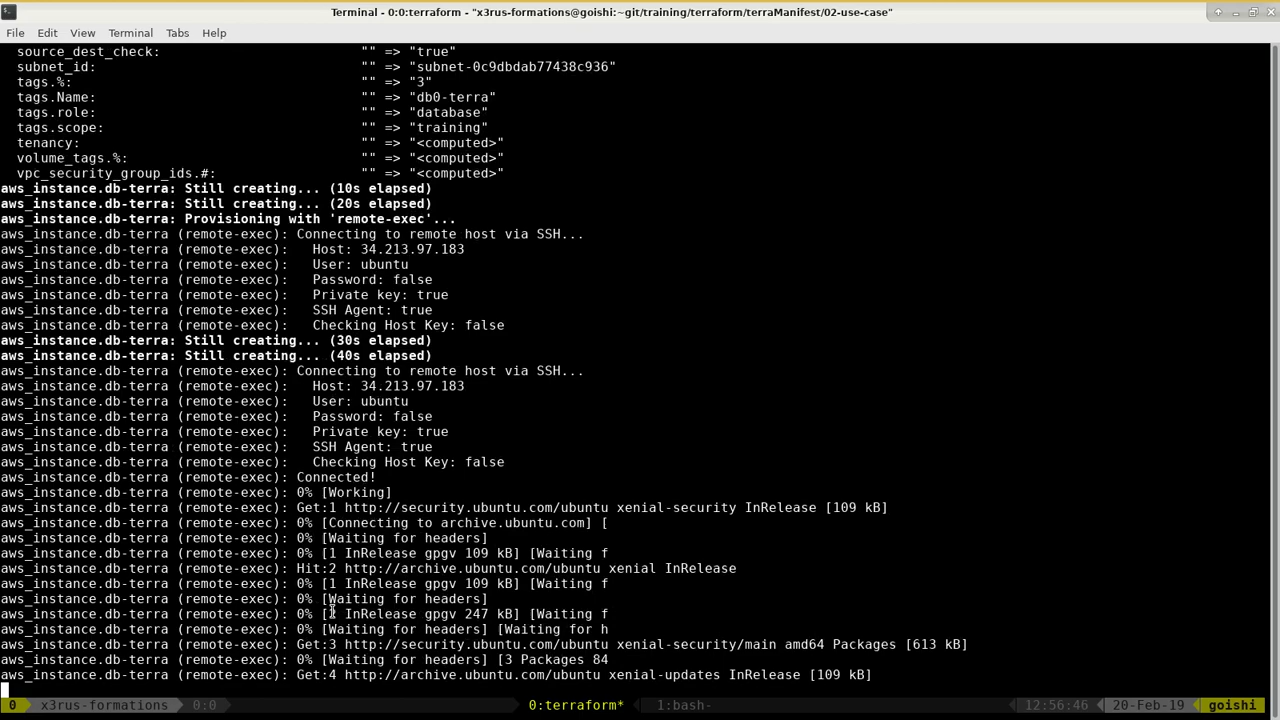 Terminal - 0:0:terraform - "x3rus-formations@goishi:~git/training/terraform/terraManifest/02-use-case"
File Edit View Terminal Tabs Help
source_dest_check: "" => "true"
subnet_id: "" => "subnet-0c9dbdab77438c936"
tags.%: "" => "3"
tags.Name: "" => "db0-terra"
tags.role: "" => "database"
tags.scope: "" => "training"
tenancy: "" => "<computed>"
volume_tags.%: "" => "<computed>"
vpc_security_group_ids.#: "" => "<computed>"
aws_instance.db-terra: Still creating... (10s elapsed)
aws_instance.db-terra: Still creating... (20s elapsed)
aws_instance.db-terra: Provisioning with 'remote-exec'...
aws_instance.db-terra (remote-exec): Connecting to remote host via SSH...
aws_instance.db-terra (remote-exec):   Host: 34.213.97.183
aws_instance.db-terra (remote-exec):   User: ubuntu
aws_instance.db-terra (remote-exec):   Password: false
aws_instance.db-terra (remote-exec):   Private key: true
aws_instance.db-terra (remote-exec):   SSH Agent: true
aws_instance.db-terra (remote-exec):   Checking Host Key: false
aws_instance.db-terra: Still creating... (30s elapsed)
aws_instance.db-terra: Still creating... (40s elapsed)
aws_instance.db-terra (remote-exec): Connecting to remote host via SSH...
aws_instance.db-terra (remote-exec):   Host: 34.213.97.183
aws_instance.db-terra (remote-exec):   User: ubuntu
aws_instance.db-terra (remote-exec):   Password: false
aws_instance.db-terra (remote-exec):   Private key: true
aws_instance.db-terra (remote-exec):   SSH Agent: true
aws_instance.db-terra (remote-exec):   Checking Host Key: false
aws_instance.db-terra (remote-exec): Connected!
aws_instance.db-terra (remote-exec): 0% [Working]
aws_instance.db-terra (remote-exec): Get:1 http://security.ubuntu.com/ubuntu xenial-security InRelease [109 kB]
aws_instance.db-terra (remote-exec): 0% [Connecting to archive.ubuntu.com] [
aws_instance.db-terra (remote-exec): 0% [Waiting for headers]
aws_instance.db-terra (remote-exec): 0% [1 InRelease gpgv 109 kB] [Waiting f
aws_instance.db-terra (remote-exec): Hit:2 http://archive.ubuntu.com/ubuntu xenial InRelease
aws_instance.db-terra (remote-exec): 0% [1 InRelease gpgv 109 kB] [Waiting f
aws_instance.db-terra (remote-exec): 0% [Waiting for headers]
aws_instance.db-terra (remote-exec): 0% [ InRelease gpgv 247 kB] [Waiting f
aws_instance.db-terra (remote-exec): 0% [Waiting for headers] [Waiting for h
aws_instance.db-terra (remote-exec): Get:3 http://security.ubuntu.com/ubuntu xenial-security/main amd64 Packages [613 kB]
aws_instance.db-terra (remote-exec): 0% [Waiting for headers] [3 Packages 84
aws_instance.db-terra (remote-exec): Get:4 http://archive.ubuntu.com/ubuntu xenial-updates InRelease [109 kB]
0 x3rus-formations 0:0 0:terraform* 1:bash- 12:56:46 20-Feb-19 goishi